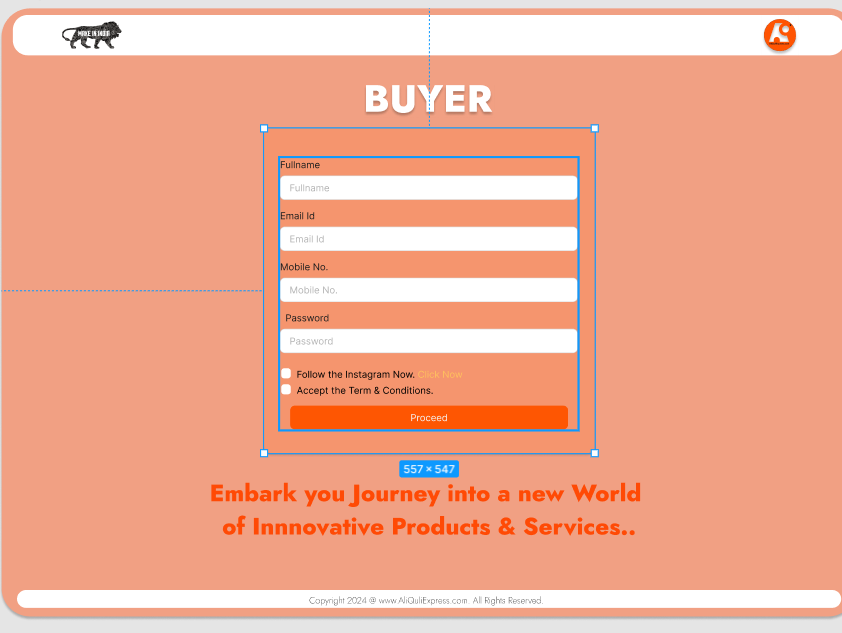 MAKE IN INDIA
BUYER
Fullname
Fullname
Email Id
Email Id
Mobile No.
Mobile No.
Password
Password
Follow the Instagram Now. Click Now
Accept the Term & Conditions.
Proceed
557 × 547
Embark you Journey into a new World
of Innnovative Products & Services..
Copyright 2024 @ www.AliQuliExpress.com. All Rights Reserved.